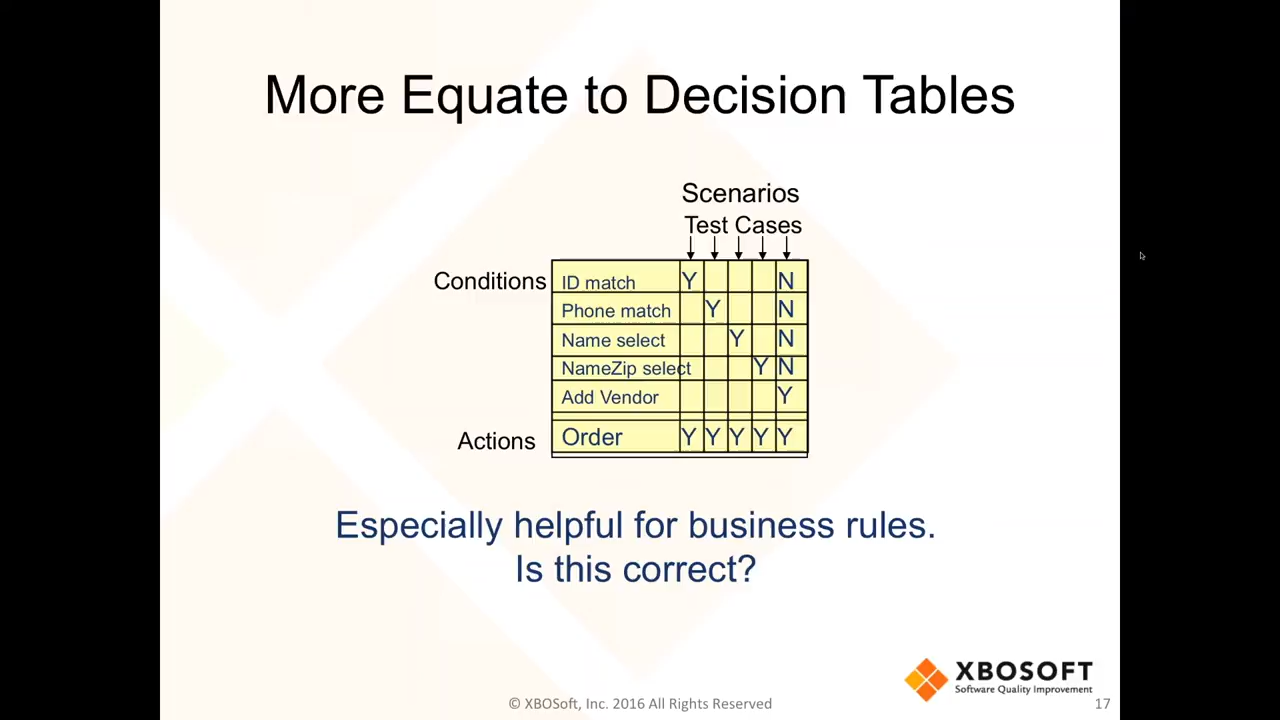 More Equate to Decision Tables
Scenarios
Test Cases
Conditions
ID match Y N
Phone match Y N
Name select Y N
NameZip select Y N
Add Vendor Y
Actions
Order Y Y Y Y Y
Especially helpful for business rules.
Is this correct?
XBOSOFT
Software Quality Improvement
© XBOSoft, Inc. 2016 All Rights Reserved
17